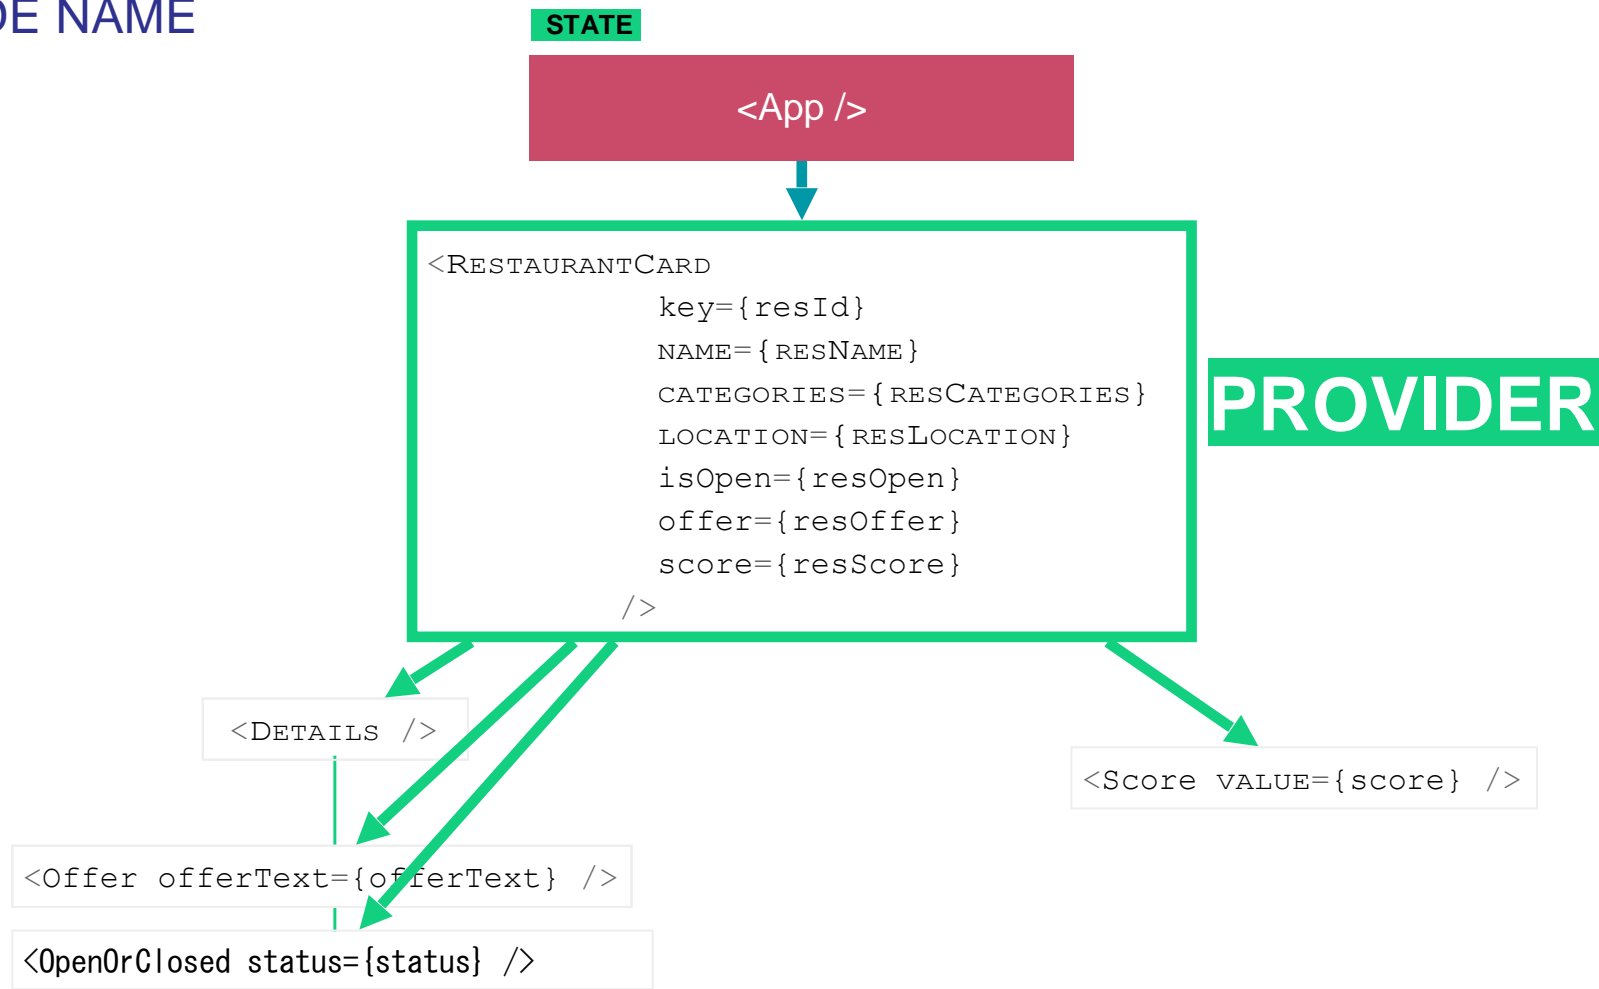 NAME
STATE
<App />
<RESTAURANTCARD
key={resId}
NAME={RESNAME}
CATEGORIES={RESCATEGORIES}
LOCATION={RESLOCATION}
isOpen={resOpen}
offer={resOffer}
score={resScore}
/>
PROVIDER
<DETAILS />
<Score VALUE={score} />
<Offer offerText={offerText} />
<OpenOrClosed status={status} />